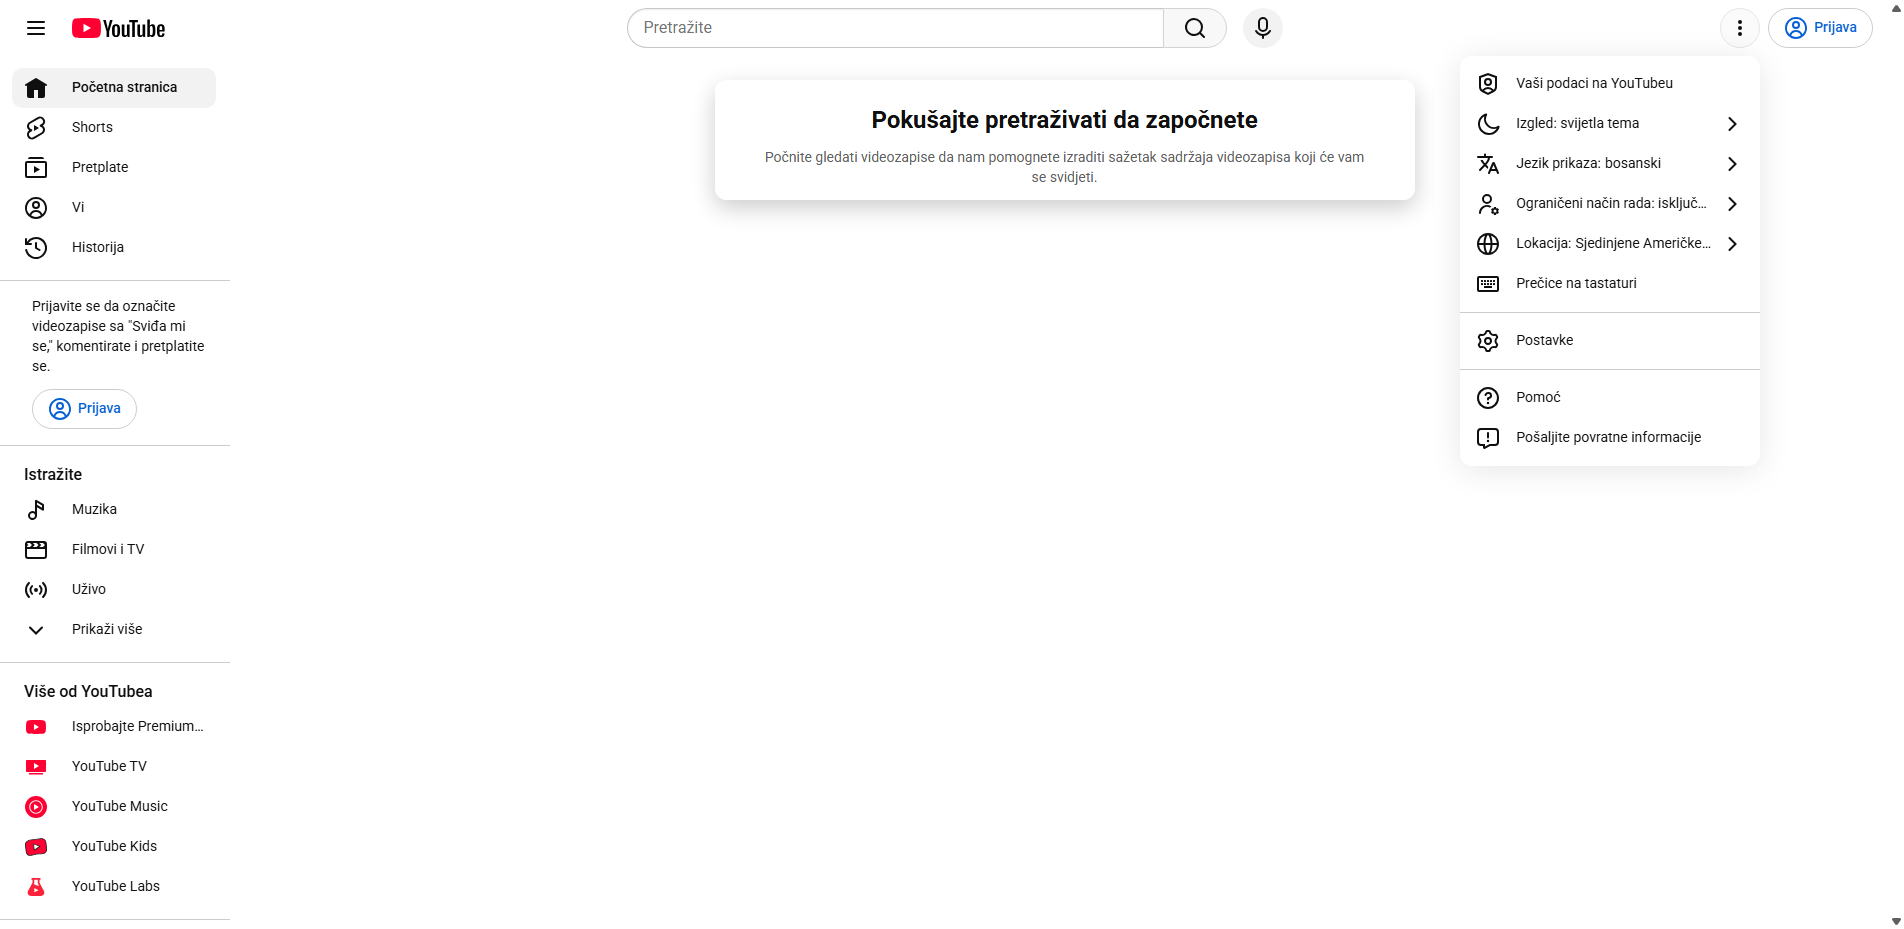 YouTube
Pretražite
Prijava
Početna stranica
Shorts
Pretplate
Vi
Historija
Prijavite se da označite
videozapise sa "Sviđa mi
se," komentirate i pretplatite
se.
Prijava
Istražite
Muzika
Filmovi i TV
Uživo
Prikaži više
Više od YouTubea
Isprobajte Premium…
YouTube TV
YouTube Music
YouTube Kids
YouTube Labs
Pokušajte pretraživati da započnete
Počnite gledati videozapise da nam pomognete izraditi sažetak sadržaja videozapisa koji će vam
se svidjeti.
Vaši podaci na YouTubeu
Izgled: svijetla tema
Jezik prikaza: bosanski
Ograničeni način rada: isključ…
Lokacija: Sjedinjene Američke…
Prečice na tastaturi
Postavke
Pomoć
Pošaljite povratne informacije